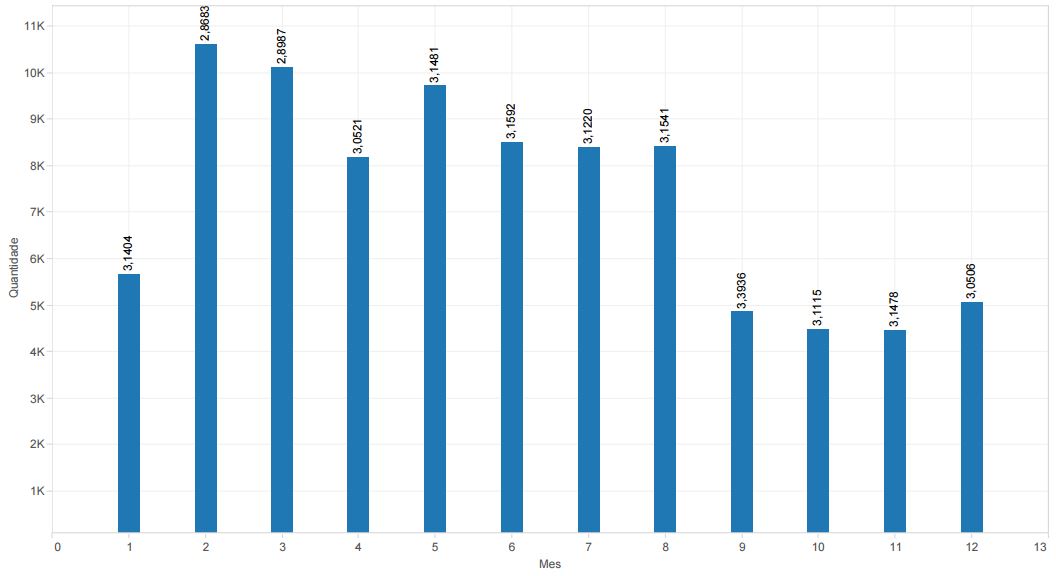 Quantidade
11K
10K
9K
8K
7K
6K
5K
4K
3K
2K
1K
3,1404
2,8683
2,8987
3,0521
3,1481
3,1592
3,1220
3,1541
3,3936
3,1115
3,1478
3,0506
0 1 2 3 4 5 6 7 8 9 10 11 12 13
Mes